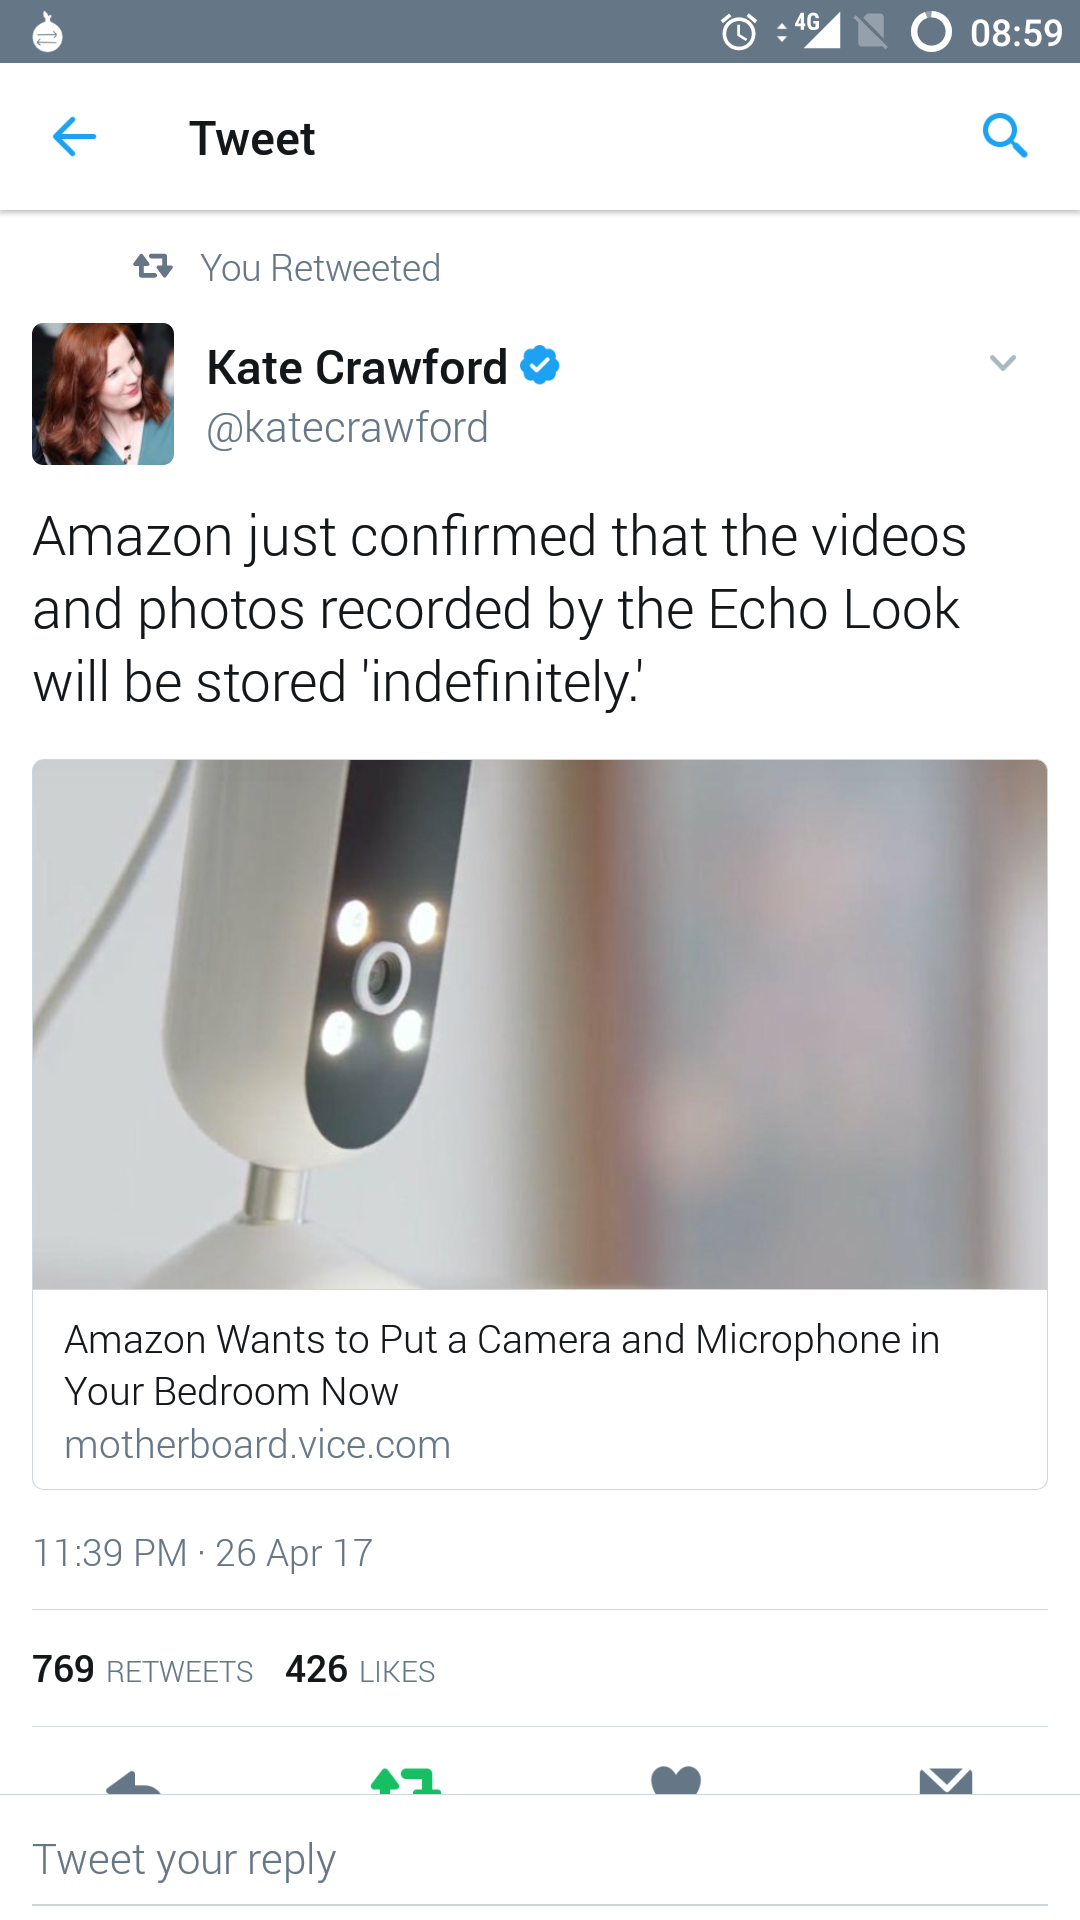 4G 08:59
Tweet
You Retweeted
Kate Crawford
@katecrawford
Amazon just confirmed that the videos
and photos recorded by the Echo Look
will be stored 'indefinitely.'
Amazon Wants to Put a Camera and Microphone in
Your Bedroom Now
motherboard.vice.com
11:39 PM · 26 Apr 17
769 RETWEETS 426 LIKES
Tweet your reply